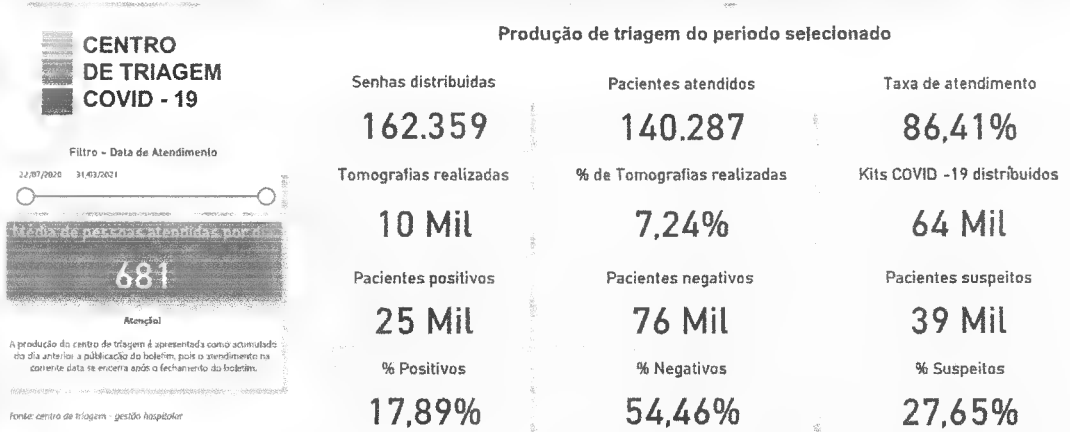 CENTRO
DE TRIAGEM
COVID - 19
Filtro - Data de Atendimento
22/07/2020 31/03/2021
Média de pessoas atendidas por
681
Atenção!
A produção do centro de triagem é apresentada como acumulado
do dia anterior a publicação do boletim, pois o atendimento na
corrente data se encerra após o fechamento do boletim.
Fonte: centro de triagem - gestão hospitalar
Produção de triagem do periodo selecionado
Senhas distribuidas
162.359
Pacientes atendidos
140.287
Taxa de atendimento
86,41%
Tomografias realizadas
10 Mil
% de Tomografias realizadas
7,24%
Kits COVID -19 distribuidos
64 Mil
Pacientes positivos
25 Mil
Pacientes negativos
76 Mil
Pacientes suspeitos
39 Mil
% Positivos
17,89%
% Negativos
54,46%
% Suspeitos
27,65%